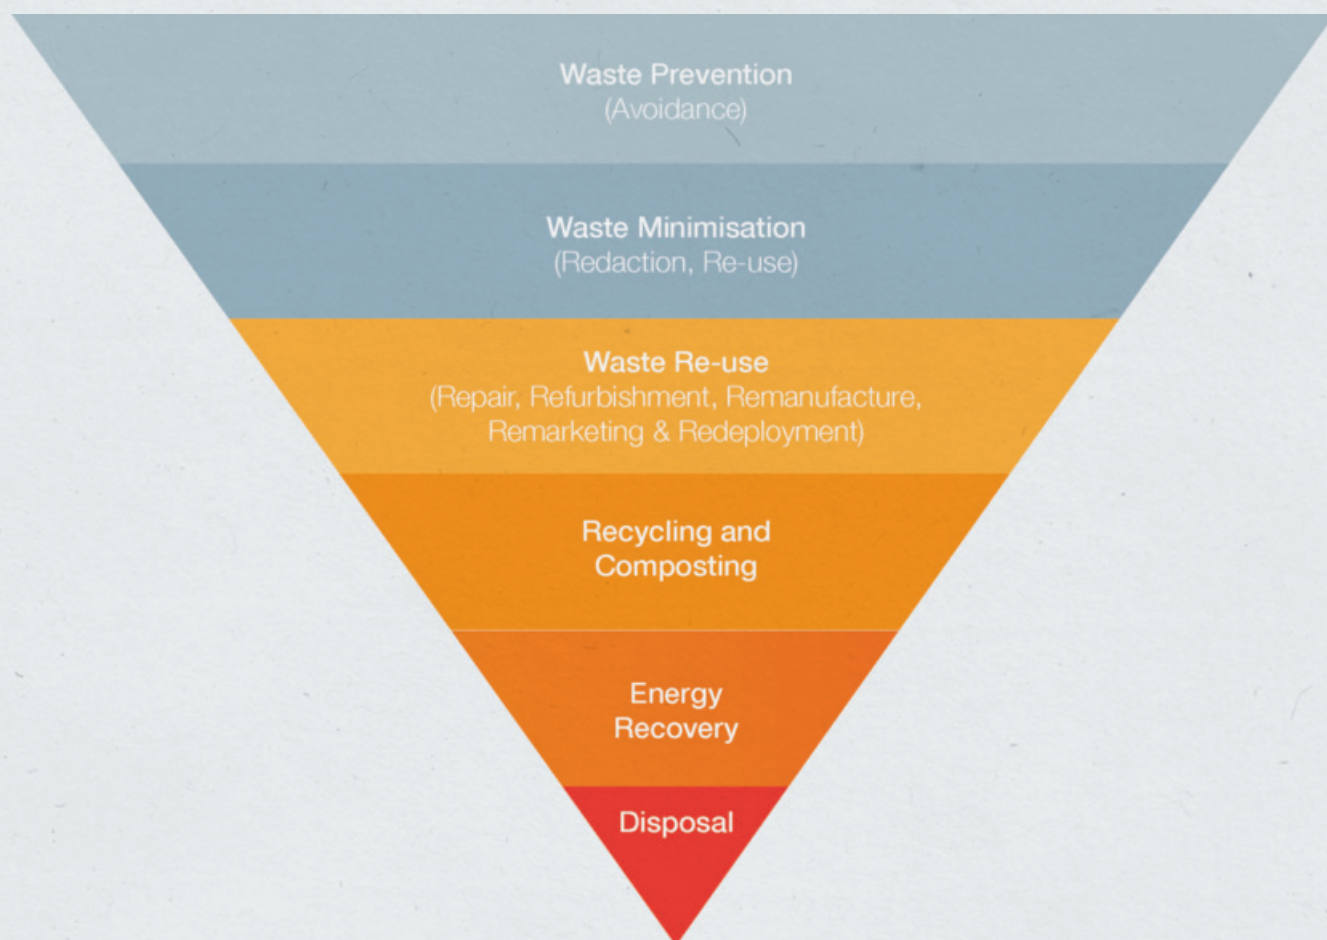 Waste Prevention
(Avoidance)
Waste Minimisation
(Redaction, Re-use)
Waste Re-use
(Repair, Refurbishment, Remanufacture,
Remarketing & Redeployment)
Recycling and
Composting
Energy
Recovery
Disposal